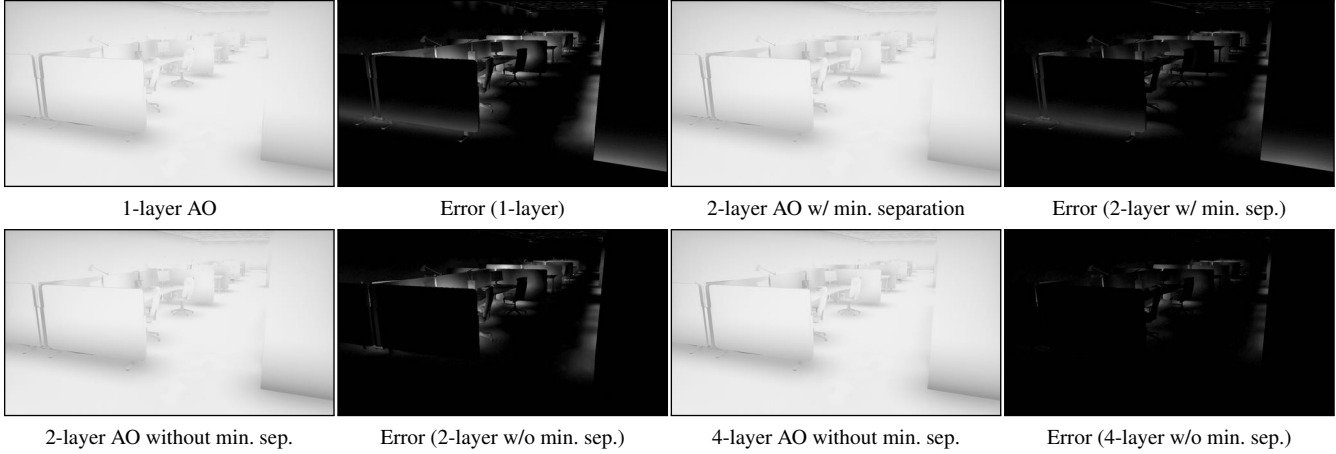 1-layer AO
Error (1-layer)
2-layer AO w/ min. separation
Error (2-layer w/ min. sep.)
2-layer AO without min. sep.
Error (2-layer w/o min. sep.)
4-layer AO without min. sep.
Error (4-layer w/o min. sep.)